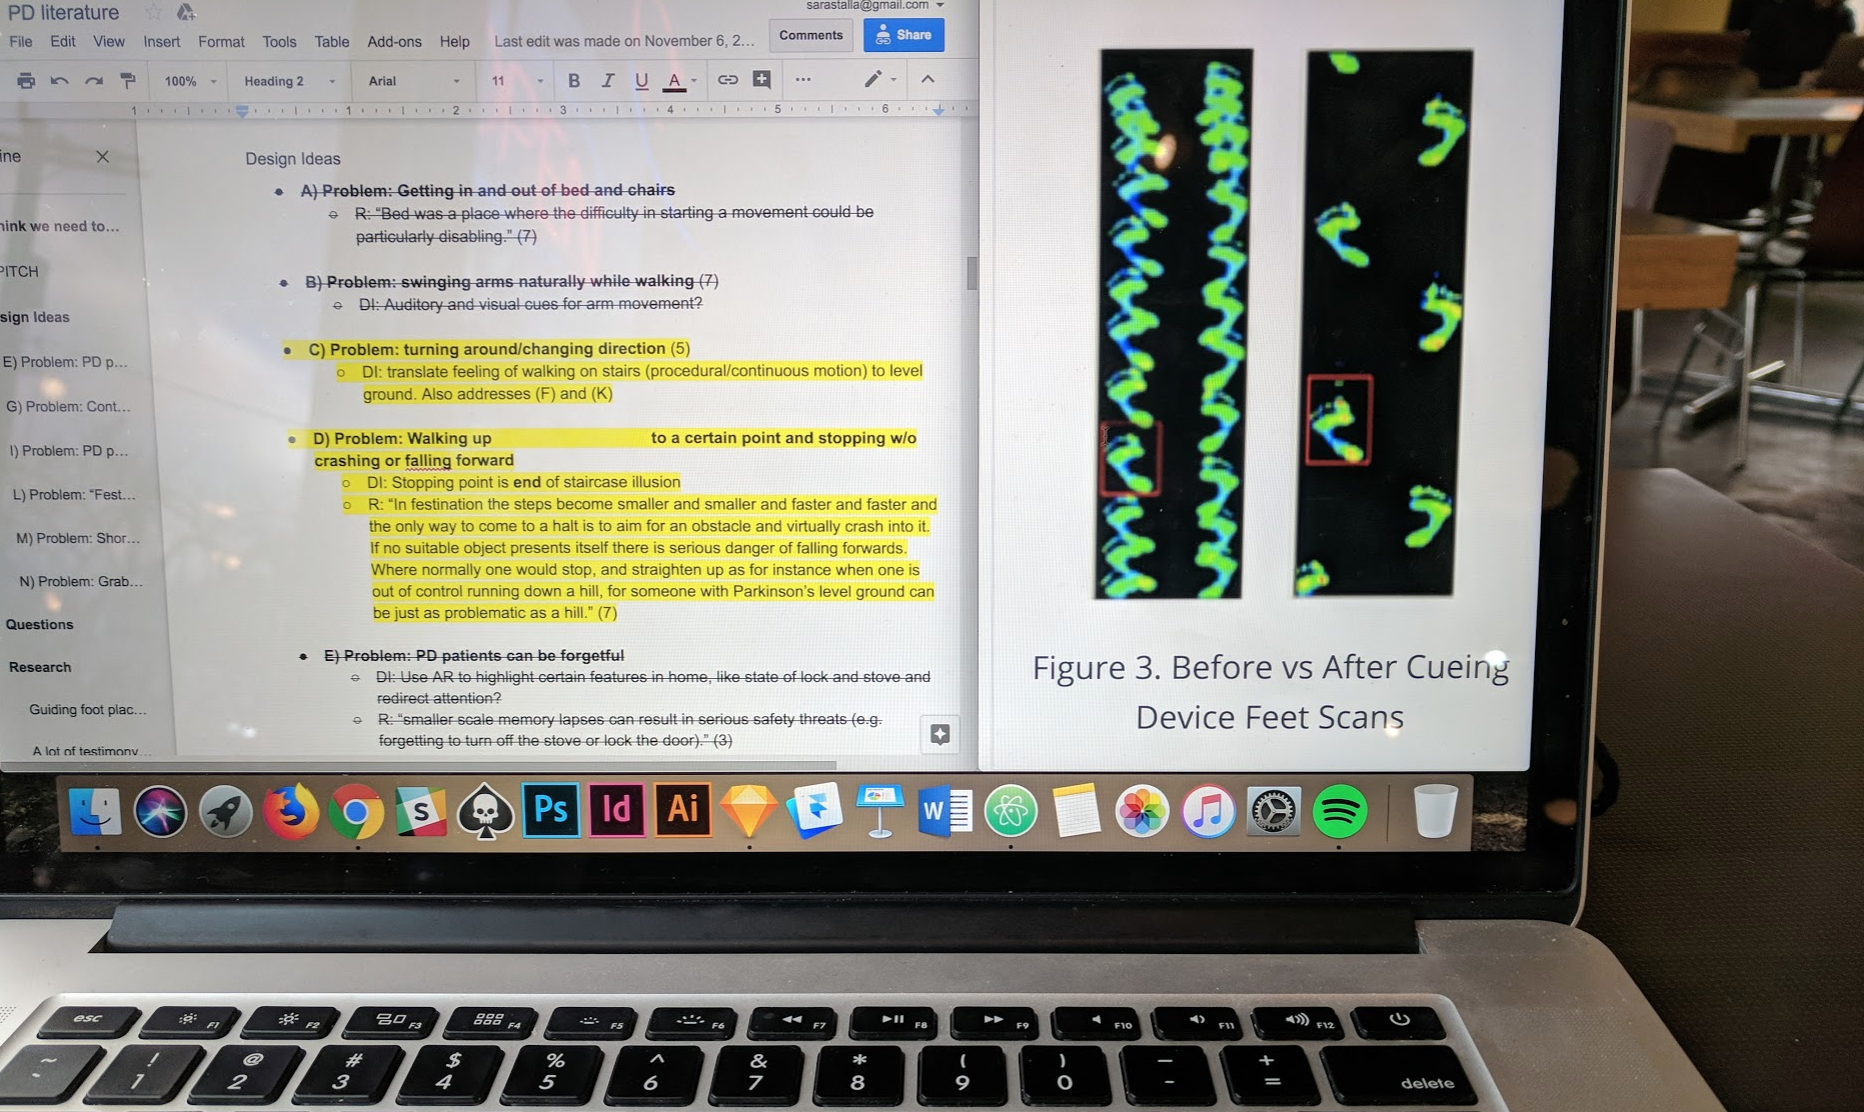 PD literature
sarastalla@gmail.com
File Edit View Insert Format Tools Table Add-ons Help Last edit was made on November 6, 2... Comments Share
100% Heading 2 Arial 11 B I U A ...
1 1 2 3 4 5 6
ine
hink we need to...
PITCH
sign Ideas
E) Problem: PD p...
G) Problem: Cont...
I) Problem: PD p...
L) Problem: “Fest...
M) Problem: Shor...
N) Problem: Grab...
Questions
Research
Guiding foot plac...
A lot of testimony...
Design Ideas
A) Problem: Getting in and out of bed and chairs
R: “Bed was a place where the difficulty in starting a movement could be
particularly disabling.” (7)
B) Problem: swinging arms naturally while walking (7)
DI: Auditory and visual cues for arm movement?
C) Problem: turning around/changing direction (5)
DI: translate feeling of walking on stairs (procedural/continuous motion) to level
ground. Also addresses (F) and (K)
D) Problem: Walking up to a certain point and stopping w/o
crashing or falling forward
DI: Stopping point is end of staircase illusion
R: “In festination the steps become smaller and smaller and faster and faster and
the only way to come to a halt is to aim for an obstacle and virtually crash into it.
If no suitable object presents itself there is serious danger of falling forwards.
Where normally one would stop, and straighten up as for instance when one is
out of control running down a hill, for someone with Parkinson’s level ground can
be just as problematic as a hill.” (7)
E) Problem: PD patients can be forgetful
DI: Use AR to highlight certain features in home, like state of lock and stove and
redirect attention?
R: “smaller scale memory lapses can result in serious safety threats (e.g.
forgetting to turn off the stove or lock the door).” (3)
Figure 3. Before vs After Cueing
Device Feet Scans
S Ps Id Ai W
esc F1 F2 F3 F4 F5 F6 F7 F8 F9 F10 F11 F12
~ ! @ # $ % ^ & * ( ) — +
` 1 2 3 4 5 6 7 8 9 0 - = delete